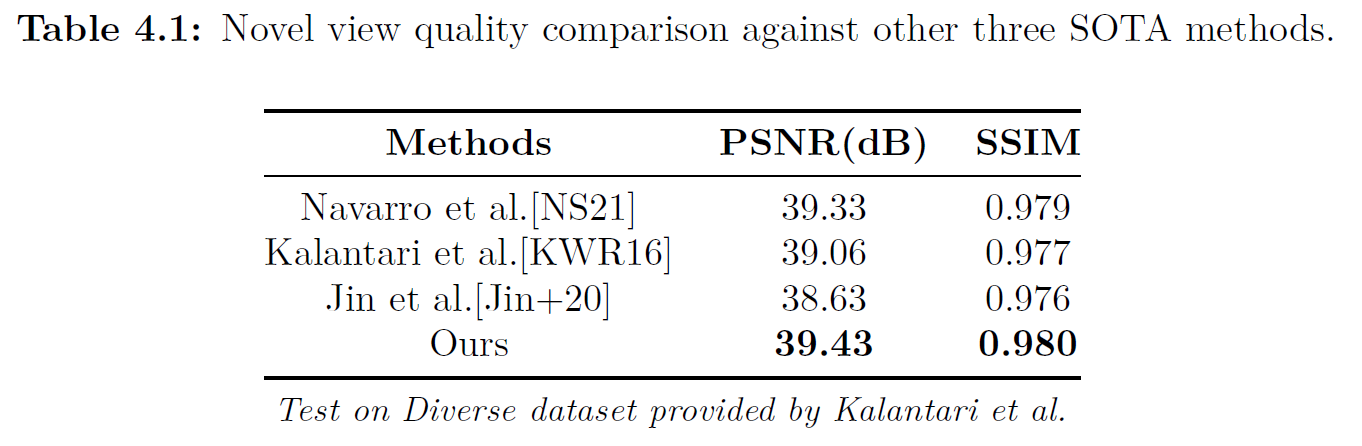 Table 4.1: Novel view quality comparison against other three SOTA methods.
Methods PSNR(dB) SSIM
Navarro et al.[NS21] 39.33 0.979
Kalantari et al.[KWR16] 39.06 0.977
Jin et al.[Jin+20] 38.63 0.976
Ours 39.43 0.980
Test on Diverse dataset provided by Kalantari et al.